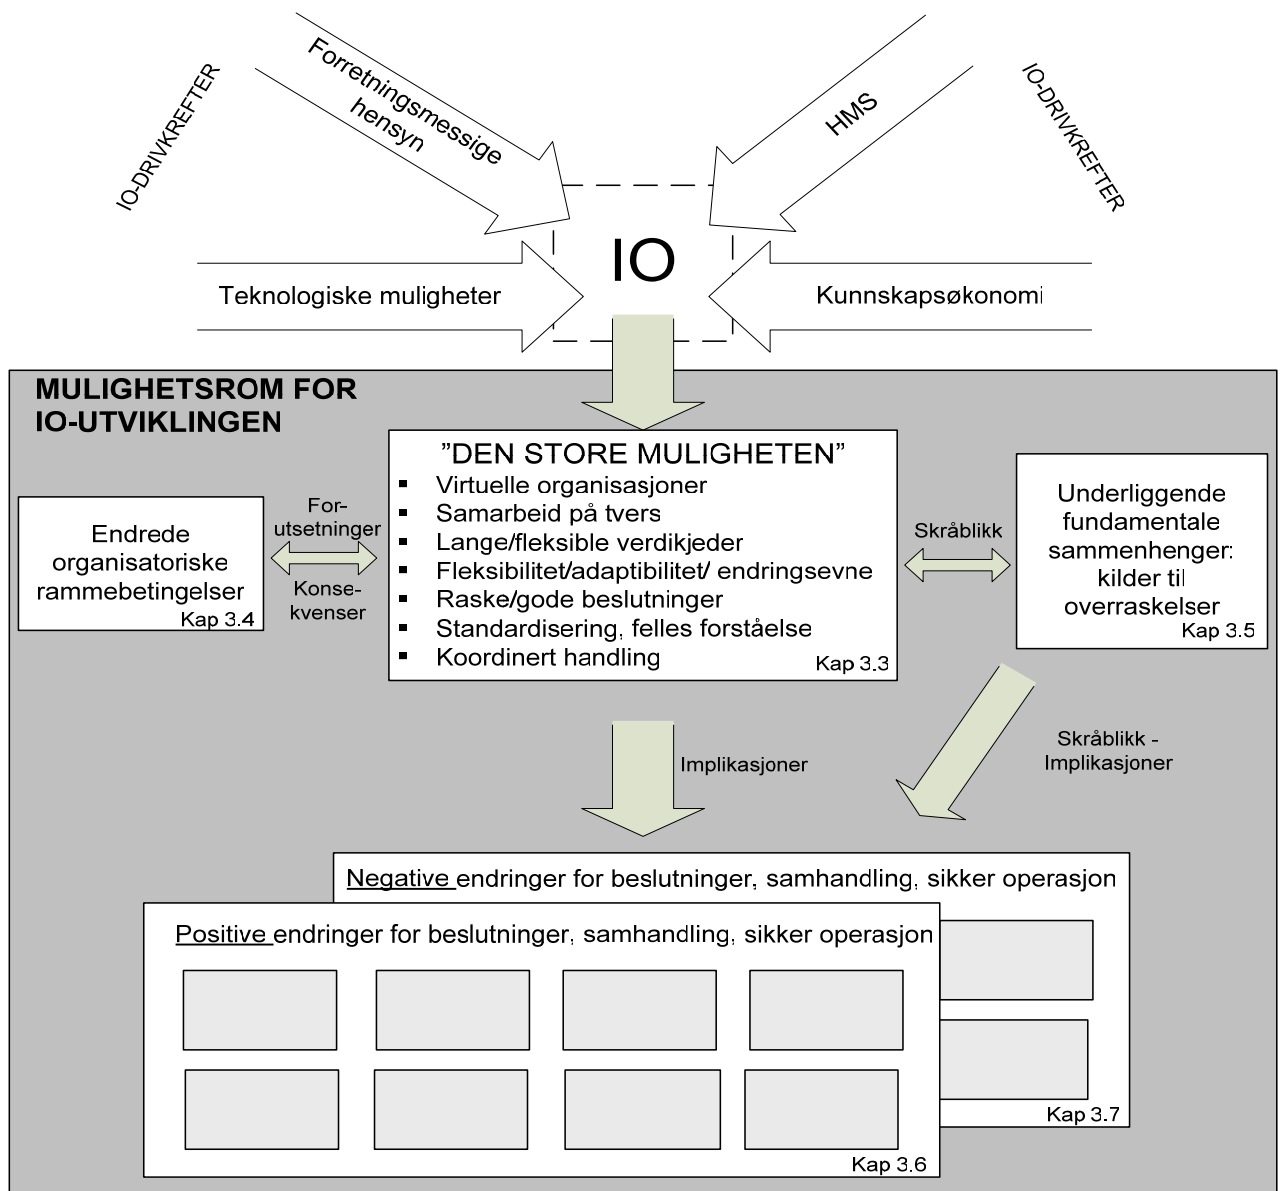 IO-DRIVKREFTER
Forretningsmessige
hensyn
HMS
IO-DRIVKREFTER
IO
Teknologiske muligheter
Kunnskapsøkonomi
MULIGHETSROM FOR
IO-UTVIKLINGEN
Endrede
organisatoriske
rammebetingelser
Kap 3.4
For-
utsetninger
Konse-
kvenser
”DEN STORE MULIGHETEN”
▪ Virtuelle organisasjoner
▪ Samarbeid på tvers
▪ Lange/fleksible verdikjeder
▪ Fleksibilitet/adaptibilitet/ endringsevne
▪ Raske/gode beslutninger
▪ Standardisering, felles forståelse
▪ Koordinert handling
Kap 3.3
Skråblikk
Underliggende
fundamentale
sammenhenger:
kilder til
overraskelser
Kap 3.5
Implikasjoner
Skråblikk -
Implikasjoner
Negative endringer for beslutninger, samhandling, sikker operasjon
Kap 3.7
Positive endringer for beslutninger, samhandling, sikker operasjon
Kap 3.6